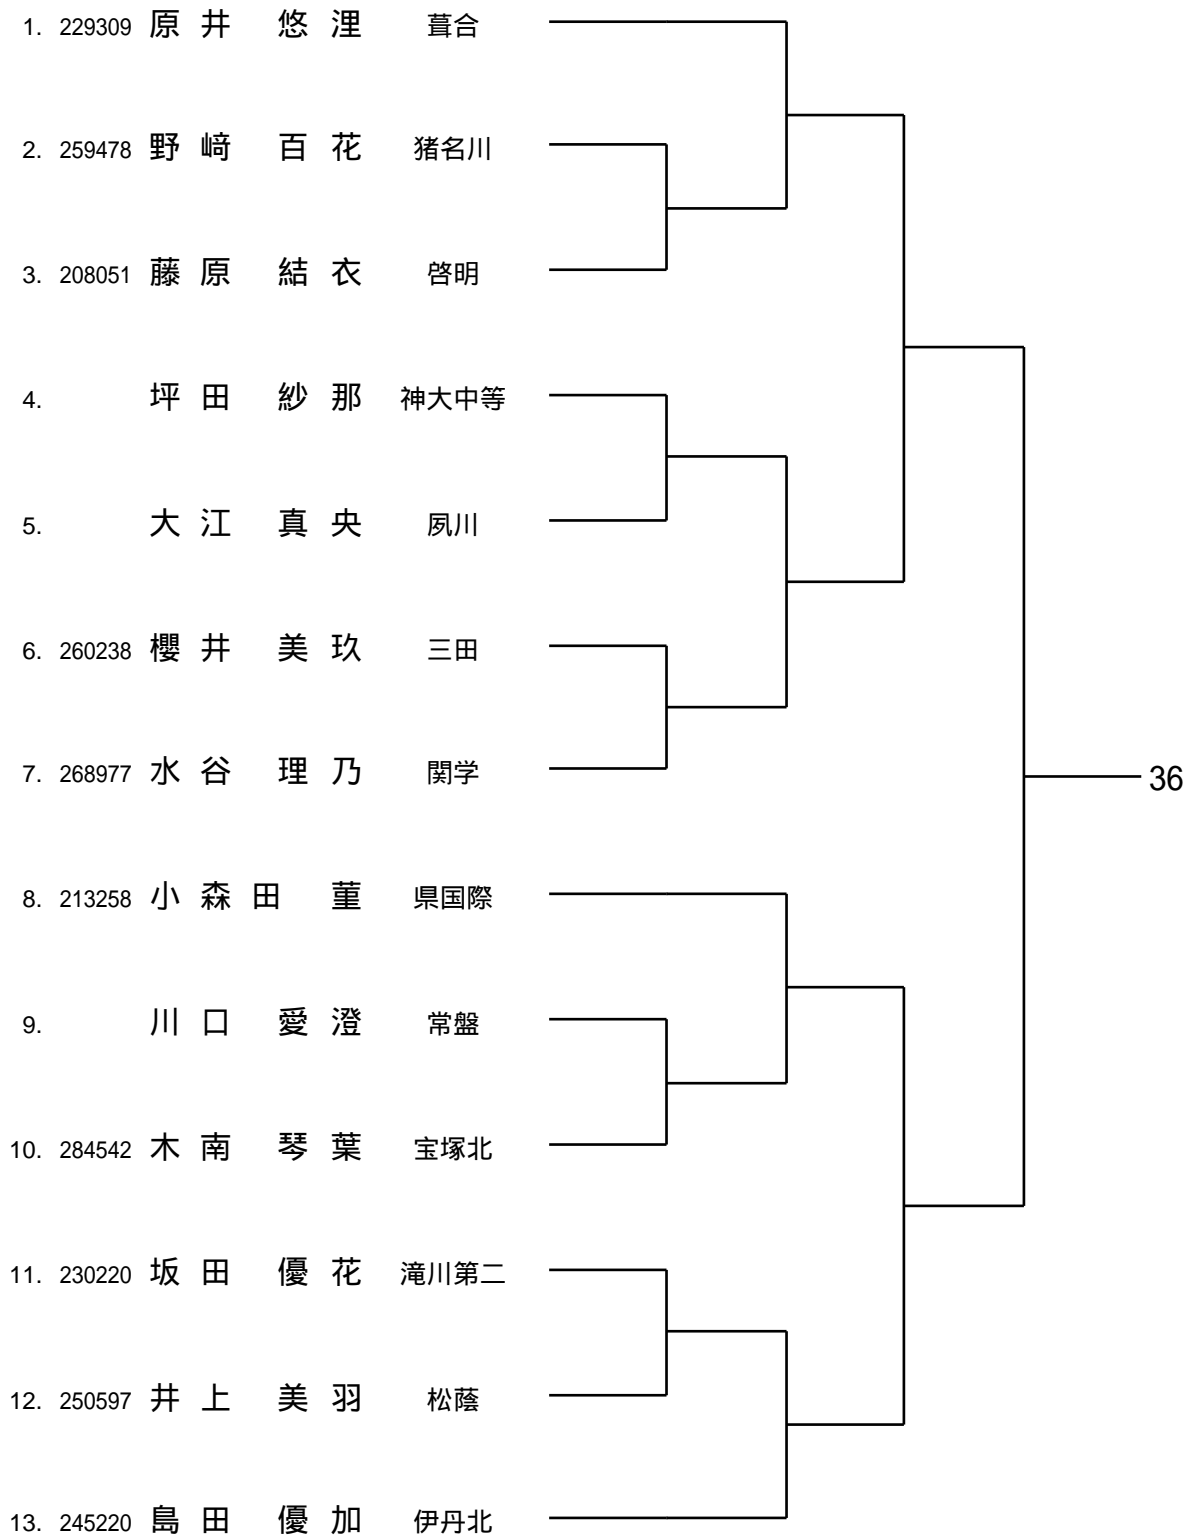 1. 229309 原井 悠浬 葺合
2. 259478 野﨑 百花 猪名川
3. 208051 藤原 結衣 啓明
4. 坪田 紗那 神大中等
5. 大江 真央 夙川
6. 260238 櫻井 美玖 三田
7. 268977 水谷 理乃 関学
36
8. 213258 小森田 菫 県国際
9. 川口 愛澄 常盤
10. 284542 木南 琴葉 宝塚北
11. 230220 坂田 優花 滝川第二
12. 250597 井上 美羽 松蔭
13. 245220 島田 優加 伊丹北